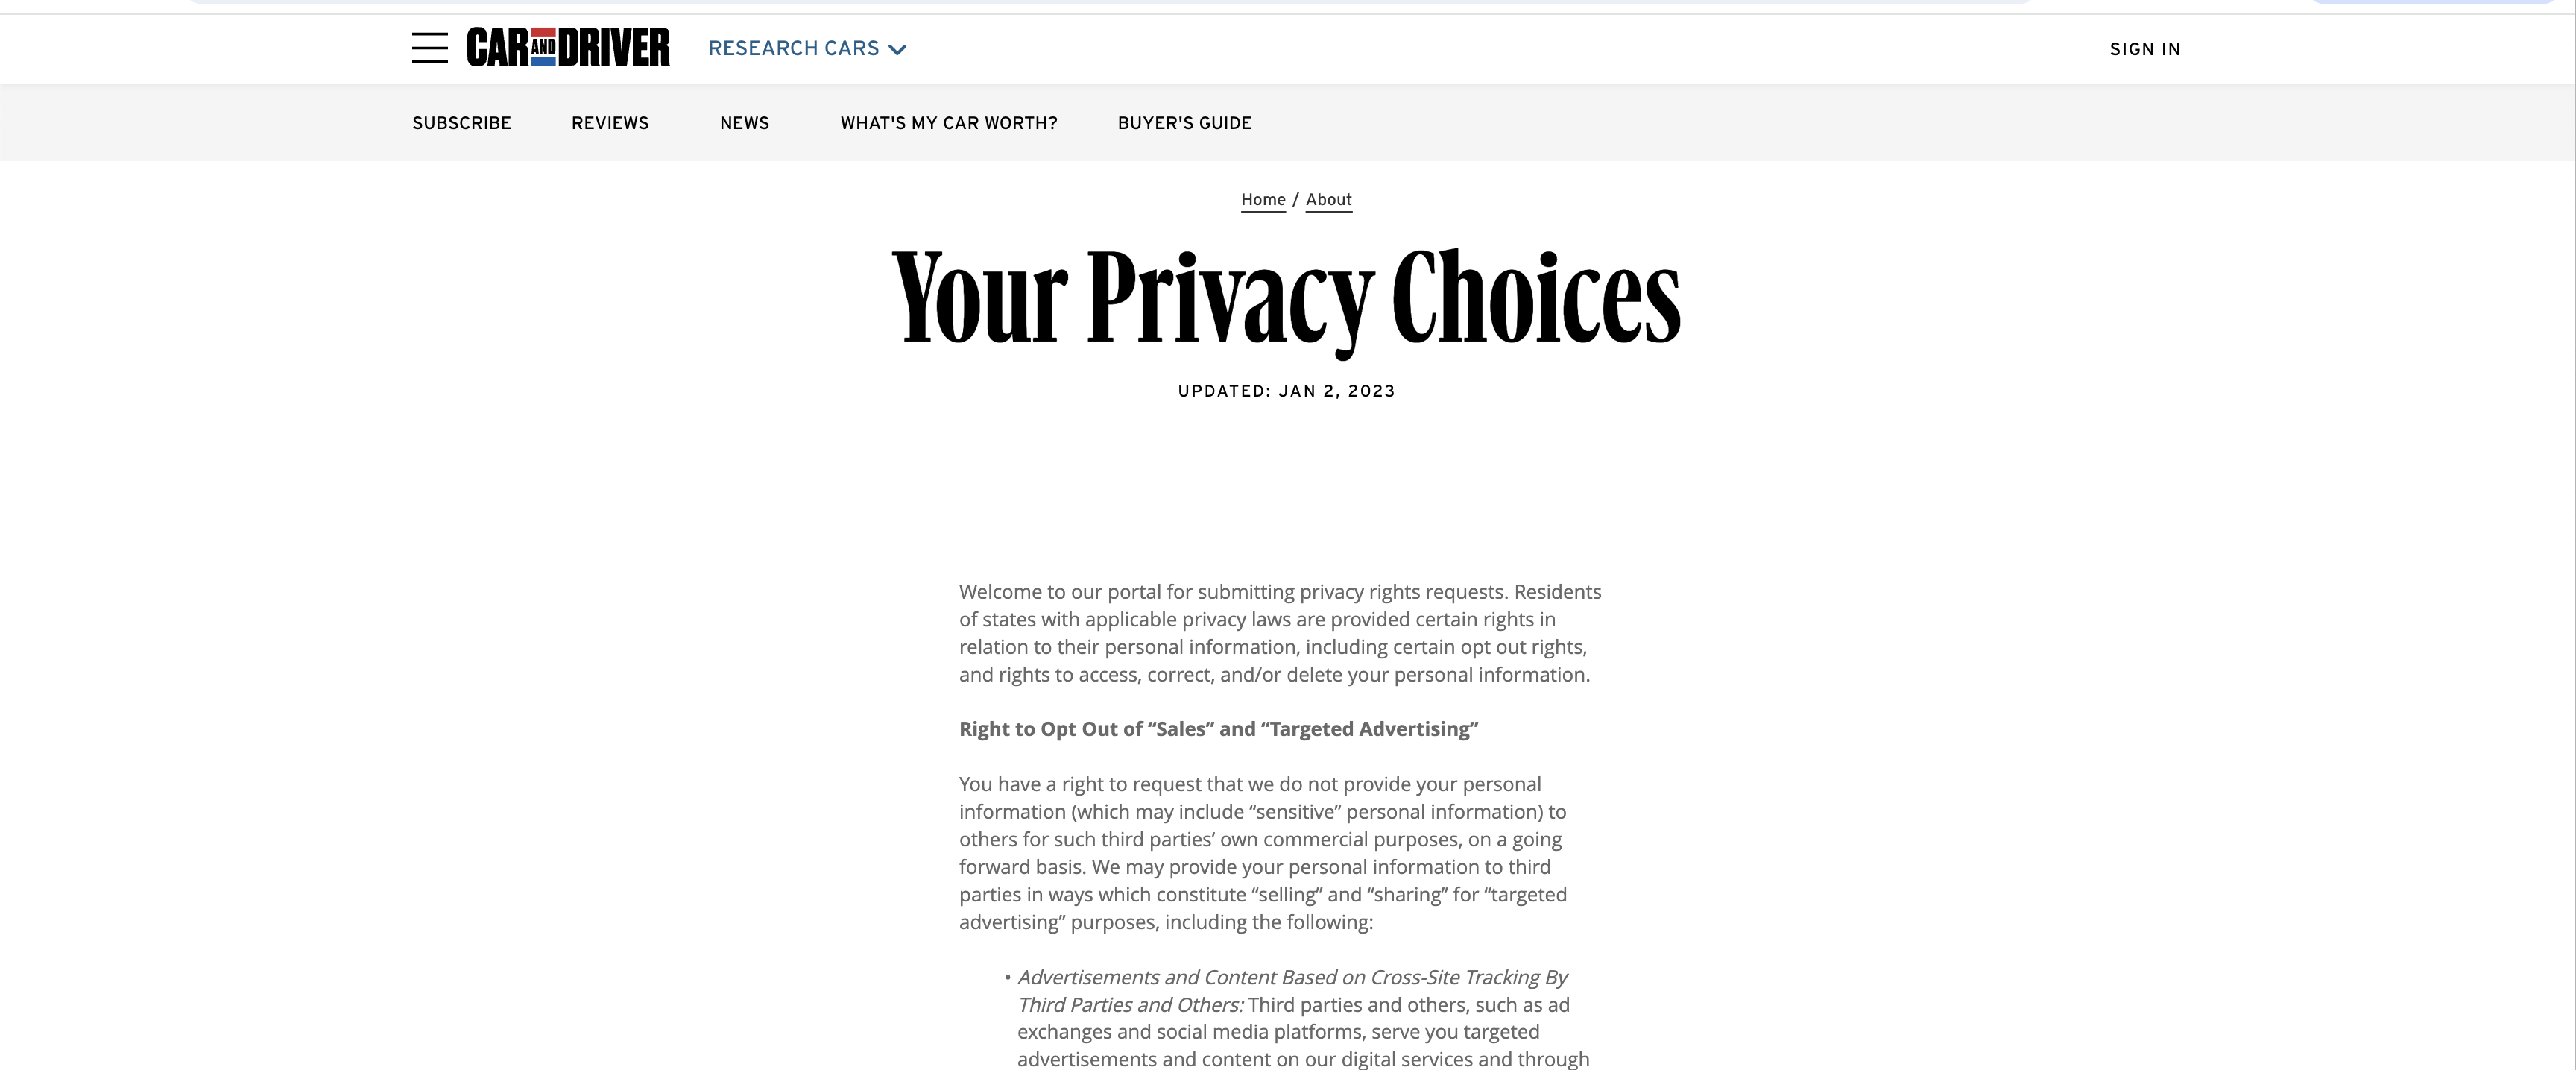 CAR AND DRIVER
RESEARCH CARS
SIGN IN
SUBSCRIBE
REVIEWS
NEWS
WHAT'S MY CAR WORTH?
BUYER'S GUIDE
Home / About
Your Privacy Choices
UPDATED: JAN 2, 2023
Welcome to our portal for submitting privacy rights requests. Residents
of states with applicable privacy laws are provided certain rights in
relation to their personal information, including certain opt out rights,
and rights to access, correct, and/or delete your personal information.
Right to Opt Out of “Sales” and “Targeted Advertising”
You have a right to request that we do not provide your personal
information (which may include “sensitive” personal information) to
others for such third parties’ own commercial purposes, on a going
forward basis. We may provide your personal information to third
parties in ways which constitute “selling” and “sharing” for “targeted
advertising” purposes, including the following:
• Advertisements and Content Based on Cross-Site Tracking By
Third Parties and Others: Third parties and others, such as ad
exchanges and social media platforms, serve you targeted
advertisements and content on our digital services and through